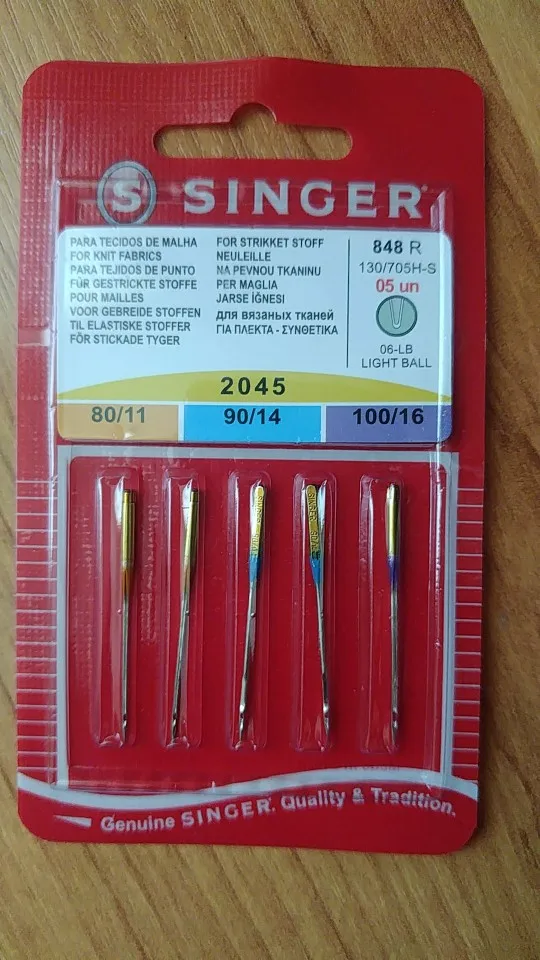 S SINGER
PARA TECIDOS DE MALHA
FOR KNIT FABRICS
PARA TEJIDOS DE PUNTO
FÜR GESTRICKTE STOFFE
POUR MAILLES
VOOR GEBREIDE STOFFEN
TIL ELASTISKE STOFFER
FÖR STICKADE TYGER
FOR STRIKKET STOFF
NEULEILLE
NA PEVNOU TKANINU
PER MAGLIA
JARSE İĞNESI
для вязаных тканей
ΓΙΑ ΠΛΕΚΤΑ - ΣΥΝΘΕΤΙΚΑ
848 R
130/705H-S
05 un
06-LB
LIGHT BALL
2045
80/11 90/14 100/16
Genuine SINGER. Quality & Tradition.